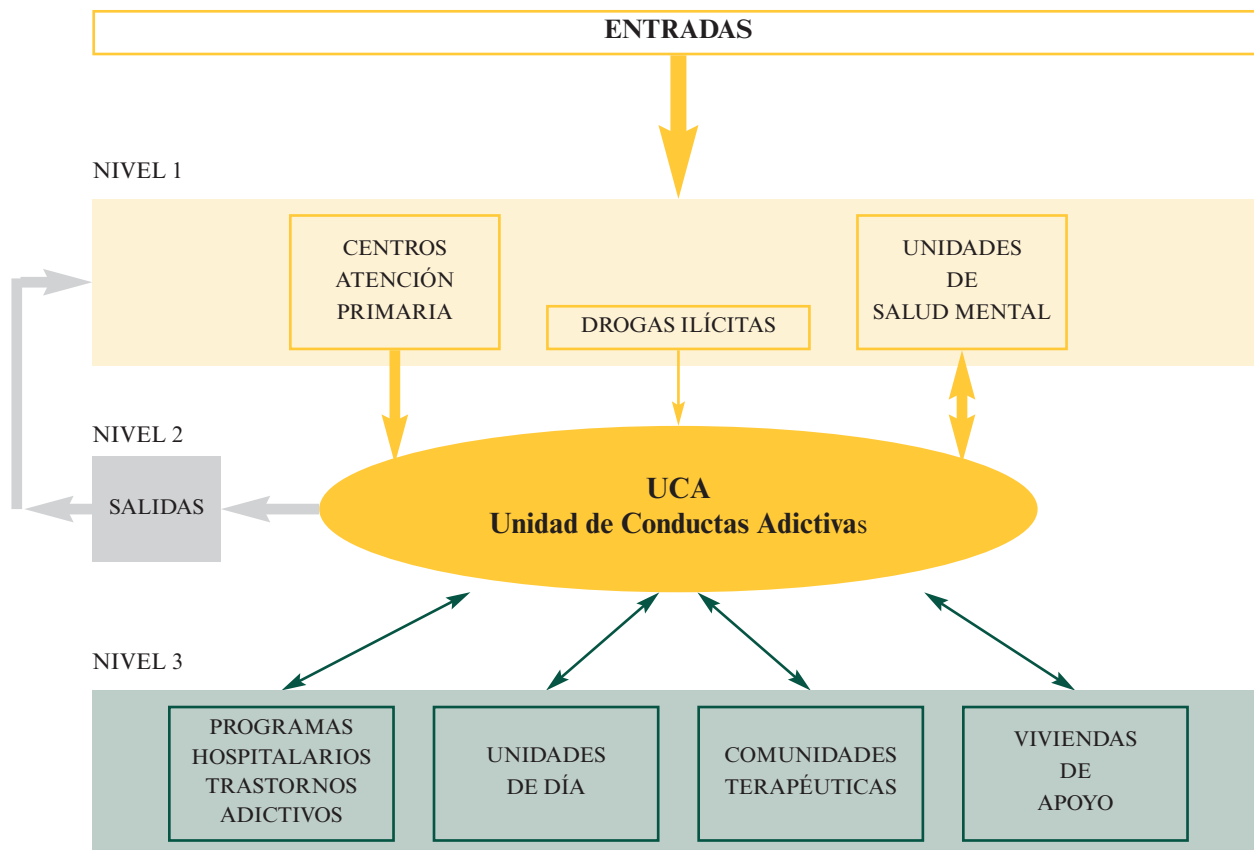 ENTRADAS
NIVEL 1
CENTROS
ATENCIÓN
PRIMARIA
DROGAS ILÍCITAS
UNIDADES
DE
SALUD MENTAL
NIVEL 2
SALIDAS
UCA
Unidad de Conductas Adictivas
NIVEL 3
PROGRAMAS
HOSPITALARIOS
TRASTORNOS
ADICTIVOS
UNIDADES
DE DÍA
COMUNIDADES
TERAPÉUTICAS
VIVIENDAS
DE
APOYO